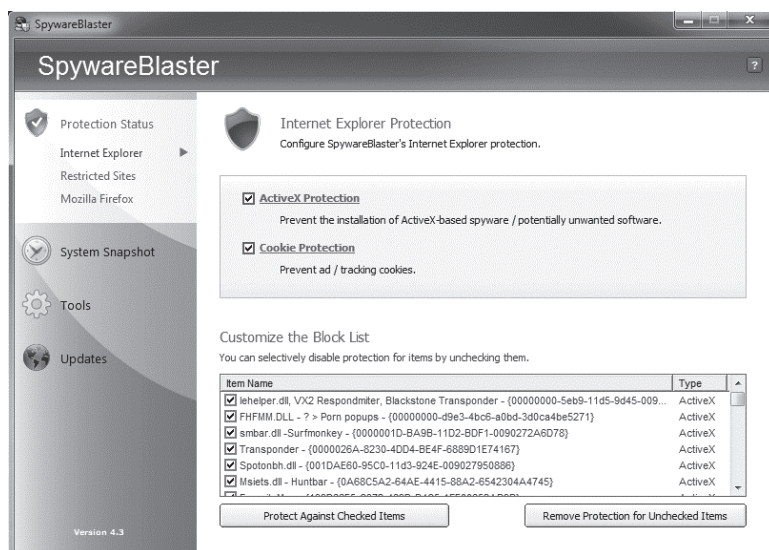 SpywareBlaster
SpywareBlaster
?
Protection Status
Internet Explorer
Restricted Sites
Mozilla Firefox
System Snapshot
Tools
Updates
Version 4.3
Internet Explorer Protection
Configure SpywareBlaster's Internet Explorer protection.
ActiveX Protection
Prevent the installation of ActiveX-based spyware / potentially unwanted software.
Cookie Protection
Prevent ad / tracking cookies.
Customize the Block List
You can selectively disable protection for items by unchecking them.
Item Name Type
Iehelper.dll, VX2 Respondmiter, Blackstone Transponder - {00000000-5eb9-11d5-9d45-009... ActiveX
FHFMM.DLL - ? > Porn popups - {00000000-d9e3-4bc6-a0bd-3d0ca4be5271} ActiveX
smbar.dll -Surfmonkey - {0000001D-BA9B-11D2-BDF1-0090272A6D78} ActiveX
Transponder - {0000026A-8230-4DD4-BE4F-6889D1E74167} ActiveX
Spotonbh.dll - {001DAE60-95C0-11d3-924E-009027950886} ActiveX
Msiets.dll - Huntbar - {0A68C5A2-64AE-4415-88A2-6542304A4745} ActiveX
Protect Against Checked Items
Remove Protection for Unchecked Items